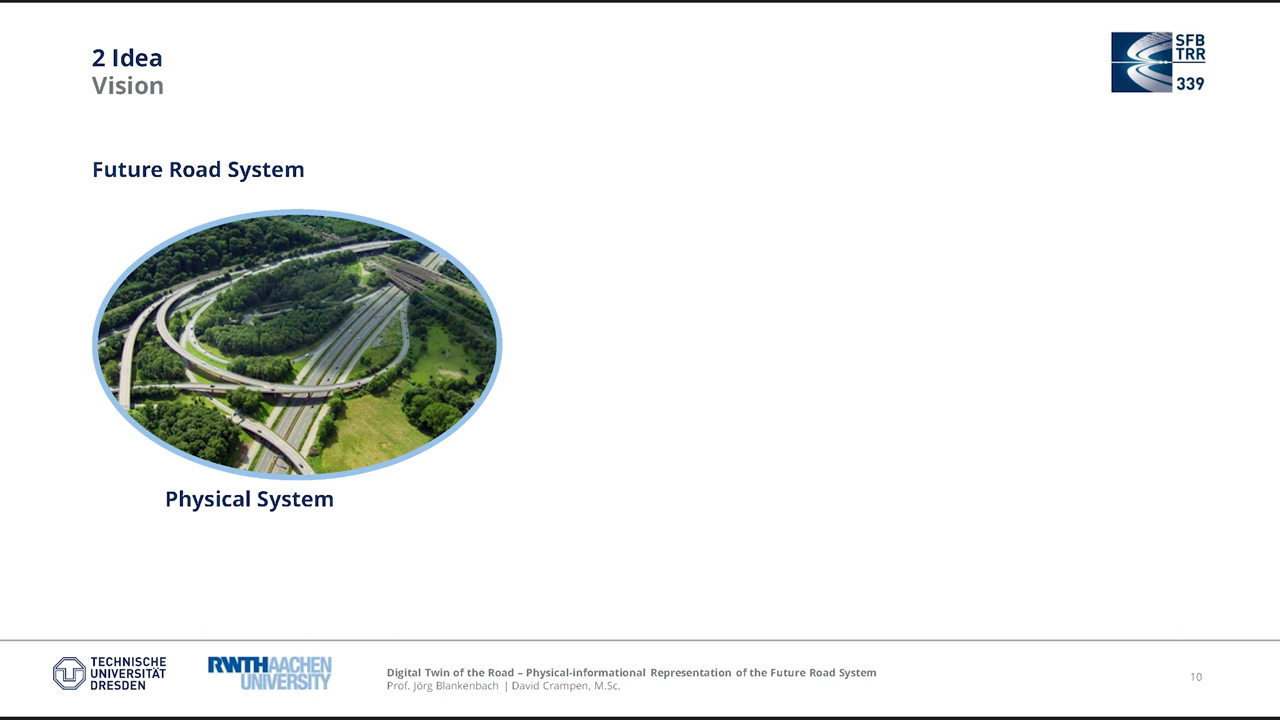 2 Idea
Vision
SFB
TRR
339
Future Road System
Physical System
TECHNISCHE
UNIVERSITÄT
DRESDEN
RWTHAACHEN
UNIVERSITY
Digital Twin of the Road – Physical-informational Representation of the Future Road System
Prof. Jörg Blankenbach | David Crampen, M.Sc.
10